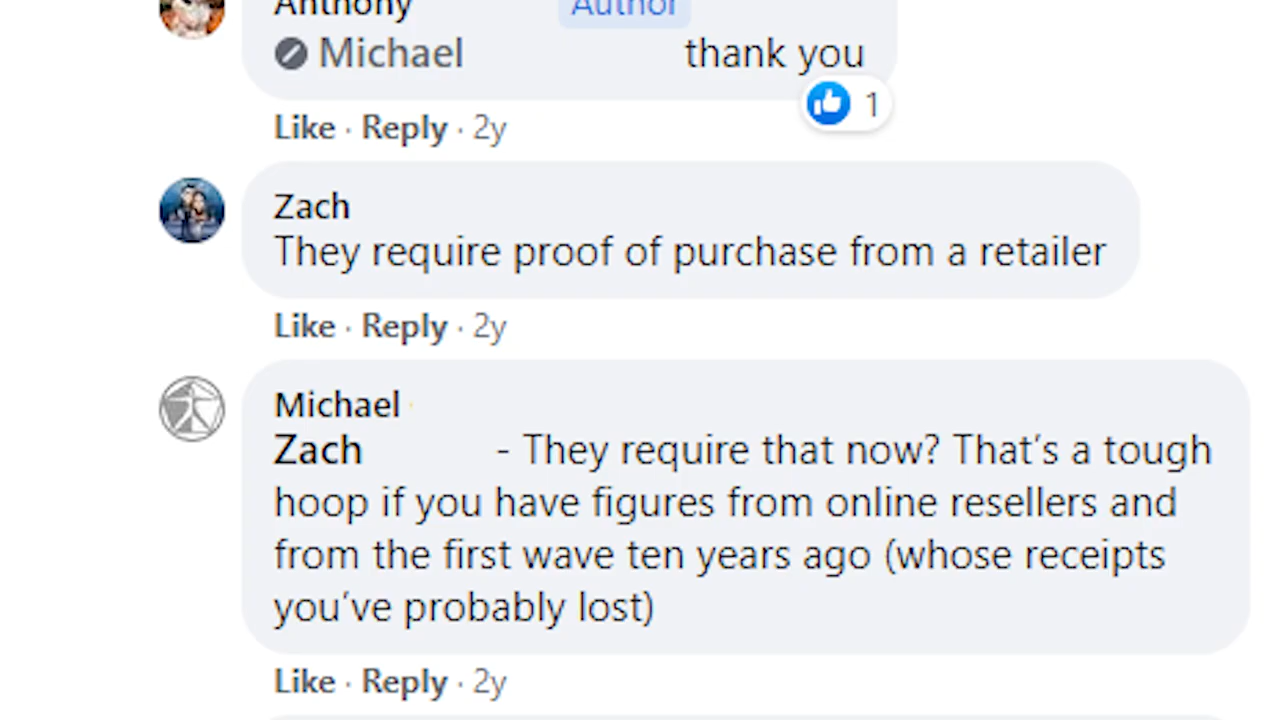 Anthony Author
Michael thank you
1
Like · Reply · 2y
Zach
They require proof of purchase from a retailer
Like · Reply · 2y
Michael
Zach - They require that now? That's a tough
hoop if you have figures from online resellers and
from the first wave ten years ago (whose receipts
you've probably lost)
Like · Reply · 2y